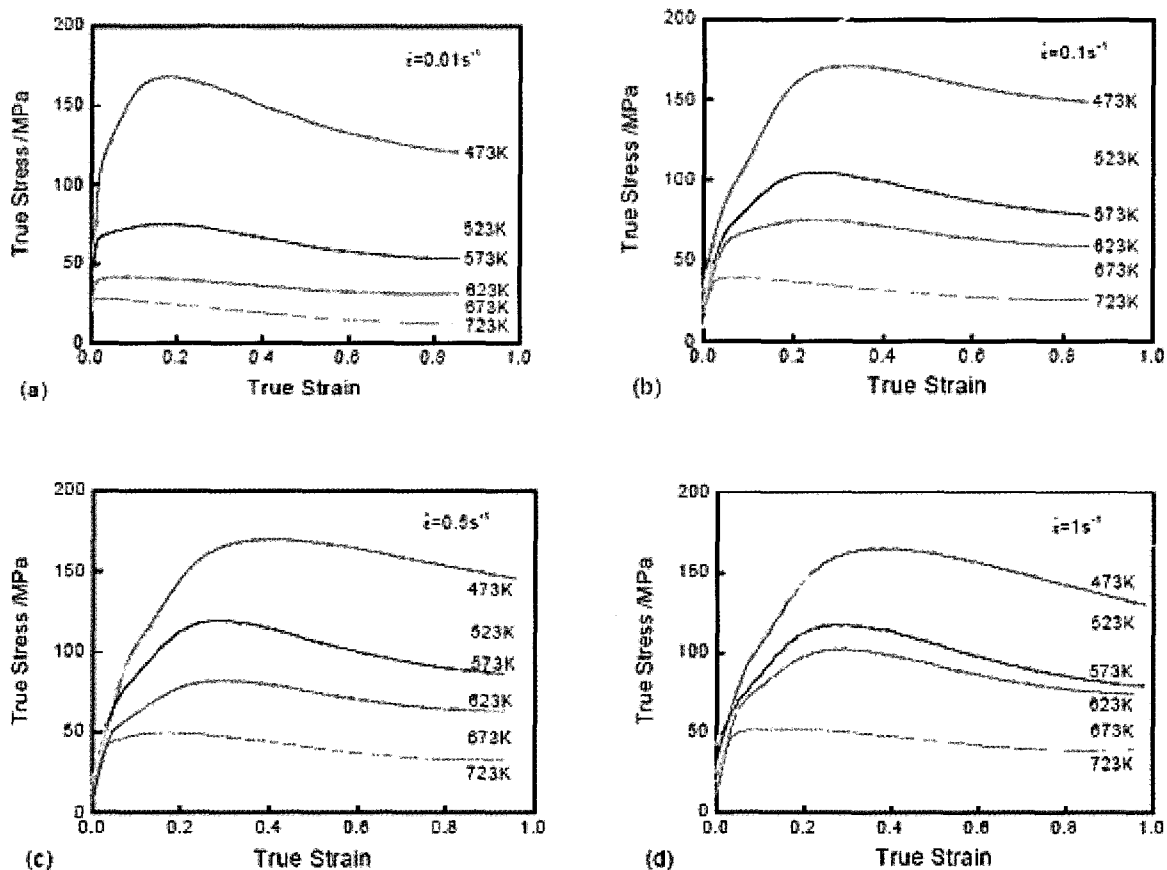 (a)
True Stress /MPa
200
150
100
50
0
ε̇=0.01s⁻¹
473K
523K
573K
623K
673K
723K
0.0 0.2 0.4 0.6 0.8 1.0
True Strain
(b)
True Stress /MPa
200
150
100
50
0
ε̇=0.1s⁻¹
473K
523K
573K
623K
673K
723K
0.0 0.2 0.4 0.6 0.8 1.0
True Strain
(c)
True Stress /MPa
200
150
100
50
0
ε̇=0.5s⁻¹
473K
523K
573K
623K
673K
723K
0.0 0.2 0.4 0.6 0.8 1.0
True Strain
(d)
True Stress /MPa
200
150
100
50
0
ε̇=1s⁻¹
473K
523K
573K
623K
673K
723K
0.0 0.2 0.4 0.6 0.8 1.0
True Strain